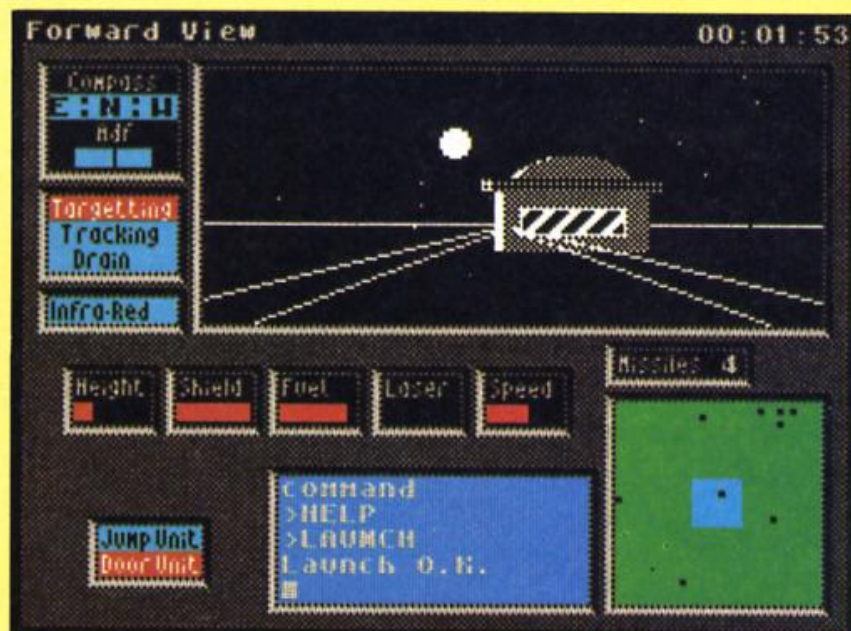 Forward View 00:01:53
Compass
E:N:W
Hdf
Targetting
Tracking
Drain
Infra-Red
Missiles 4
Height Shield Fuel Laser Speed
command
>HELP
>LAUNCH
Launch O.K.
Jump Unit
Door Unit